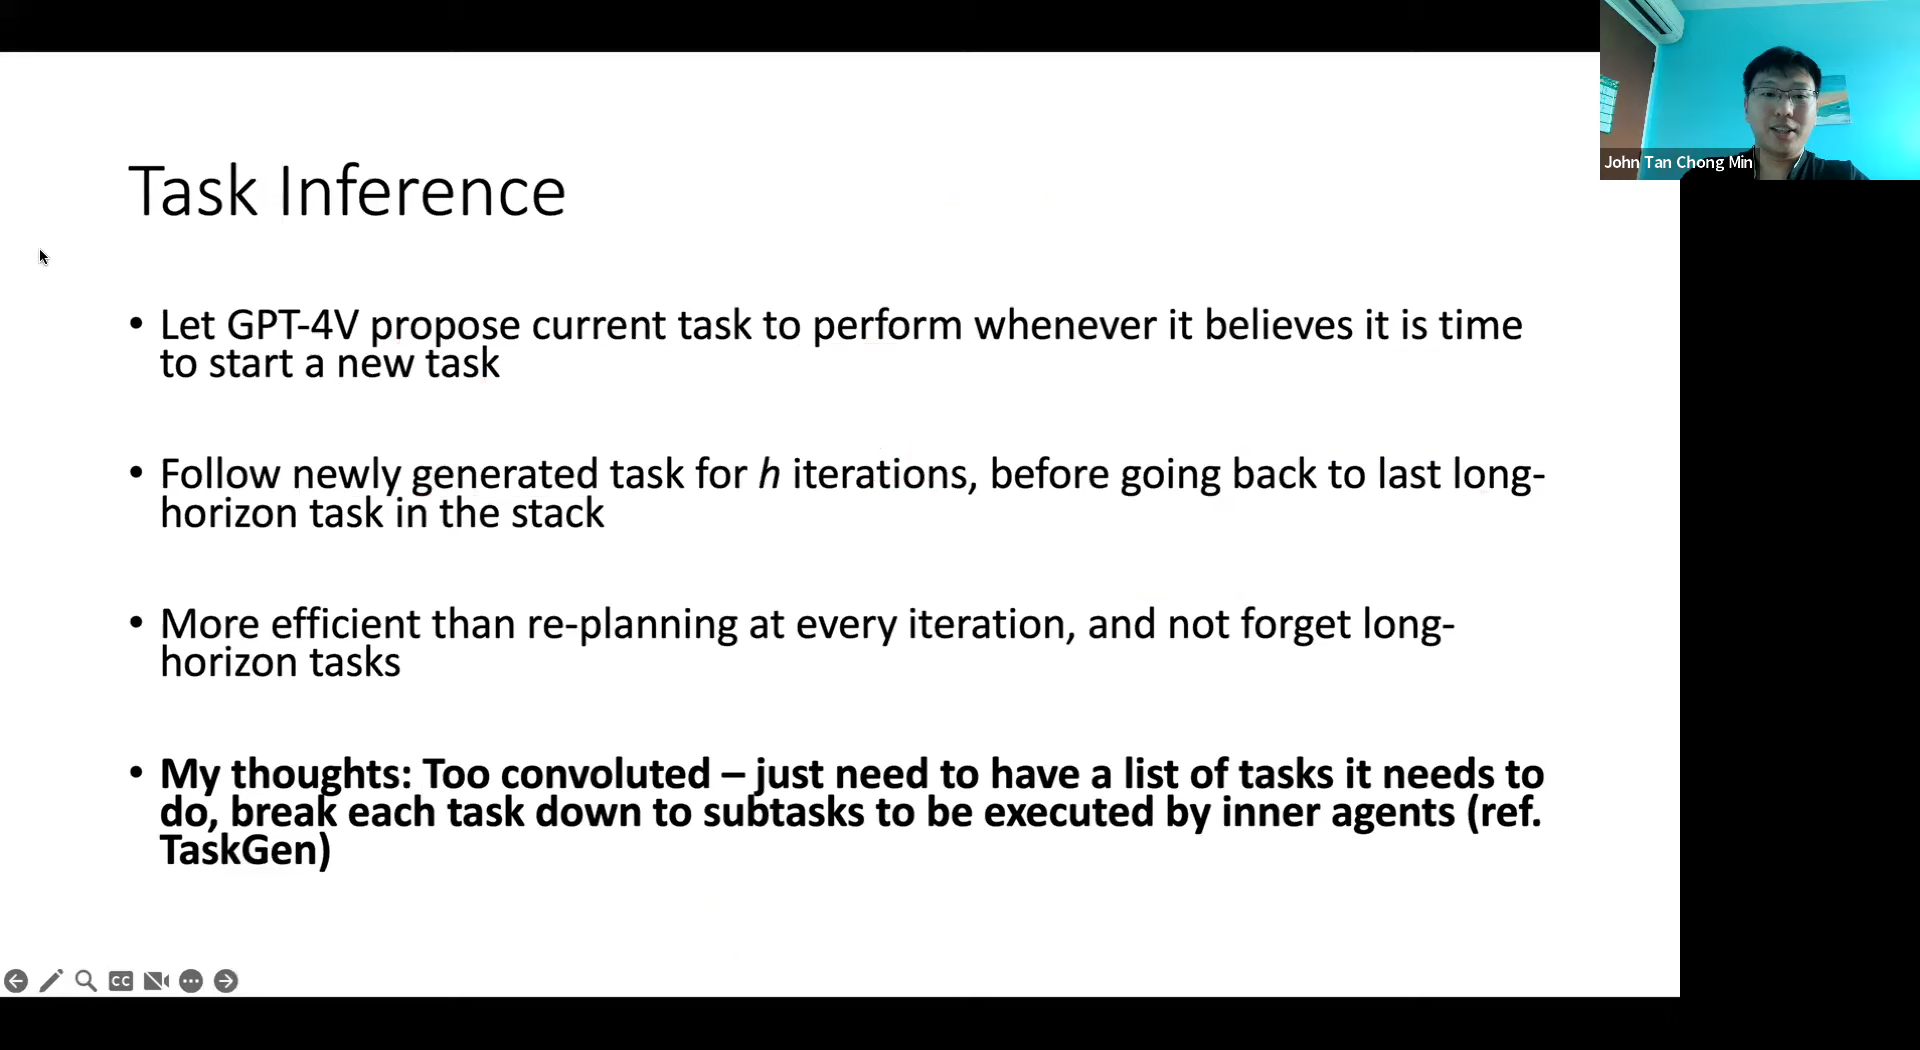 John Tan Chong Min
Task Inference
• Let GPT-4V propose current task to perform whenever it believes it is time
to start a new task
• Follow newly generated task for h iterations, before going back to last long-
horizon task in the stack
• More efficient than re-planning at every iteration, and not forget long-
horizon tasks
• My thoughts: Too convoluted – just need to have a list of tasks it needs to
do, break each task down to subtasks to be executed by inner agents (ref.
TaskGen)
CC